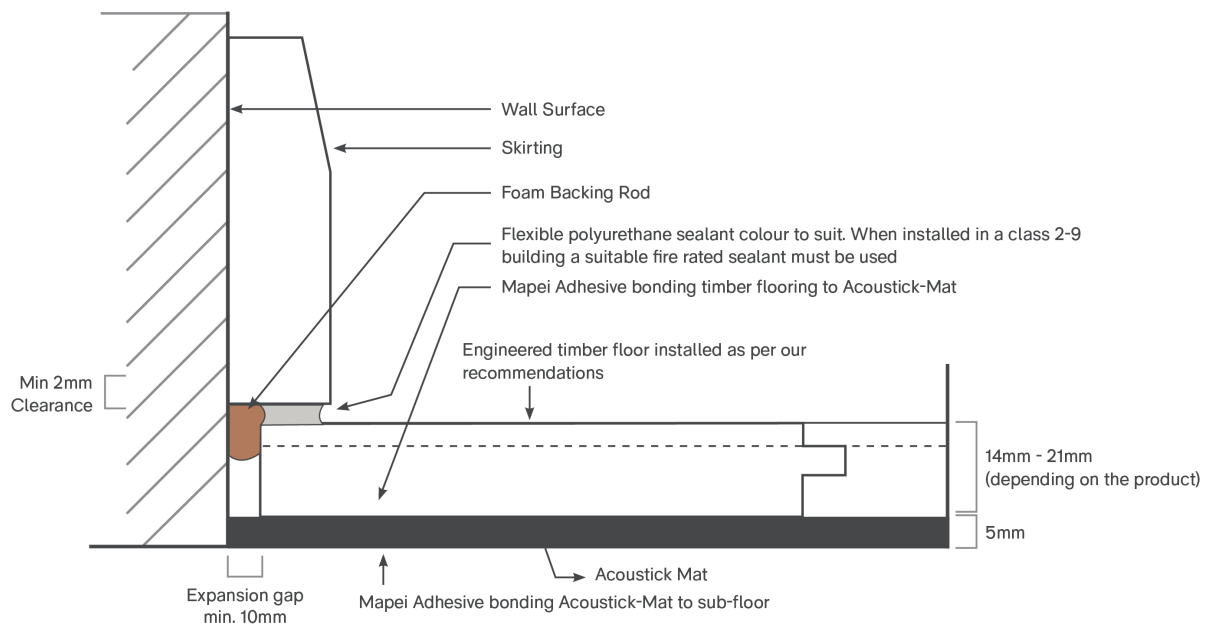 Wall Surface
Skirting
Foam Backing Rod
Flexible polyurethane sealant colour to suit. When installed in a class 2-9
building a suitable fire rated sealant must be used
Mapei Adhesive bonding timber flooring to Acoustick-Mat
Engineered timber floor installed as per our
recommendations
Min 2mm
Clearance
14mm - 21mm
(depending on the product)
5mm
Acoustick Mat
Expansion gap
min. 10mm
Mapei Adhesive bonding Acoustick-Mat to sub-floor